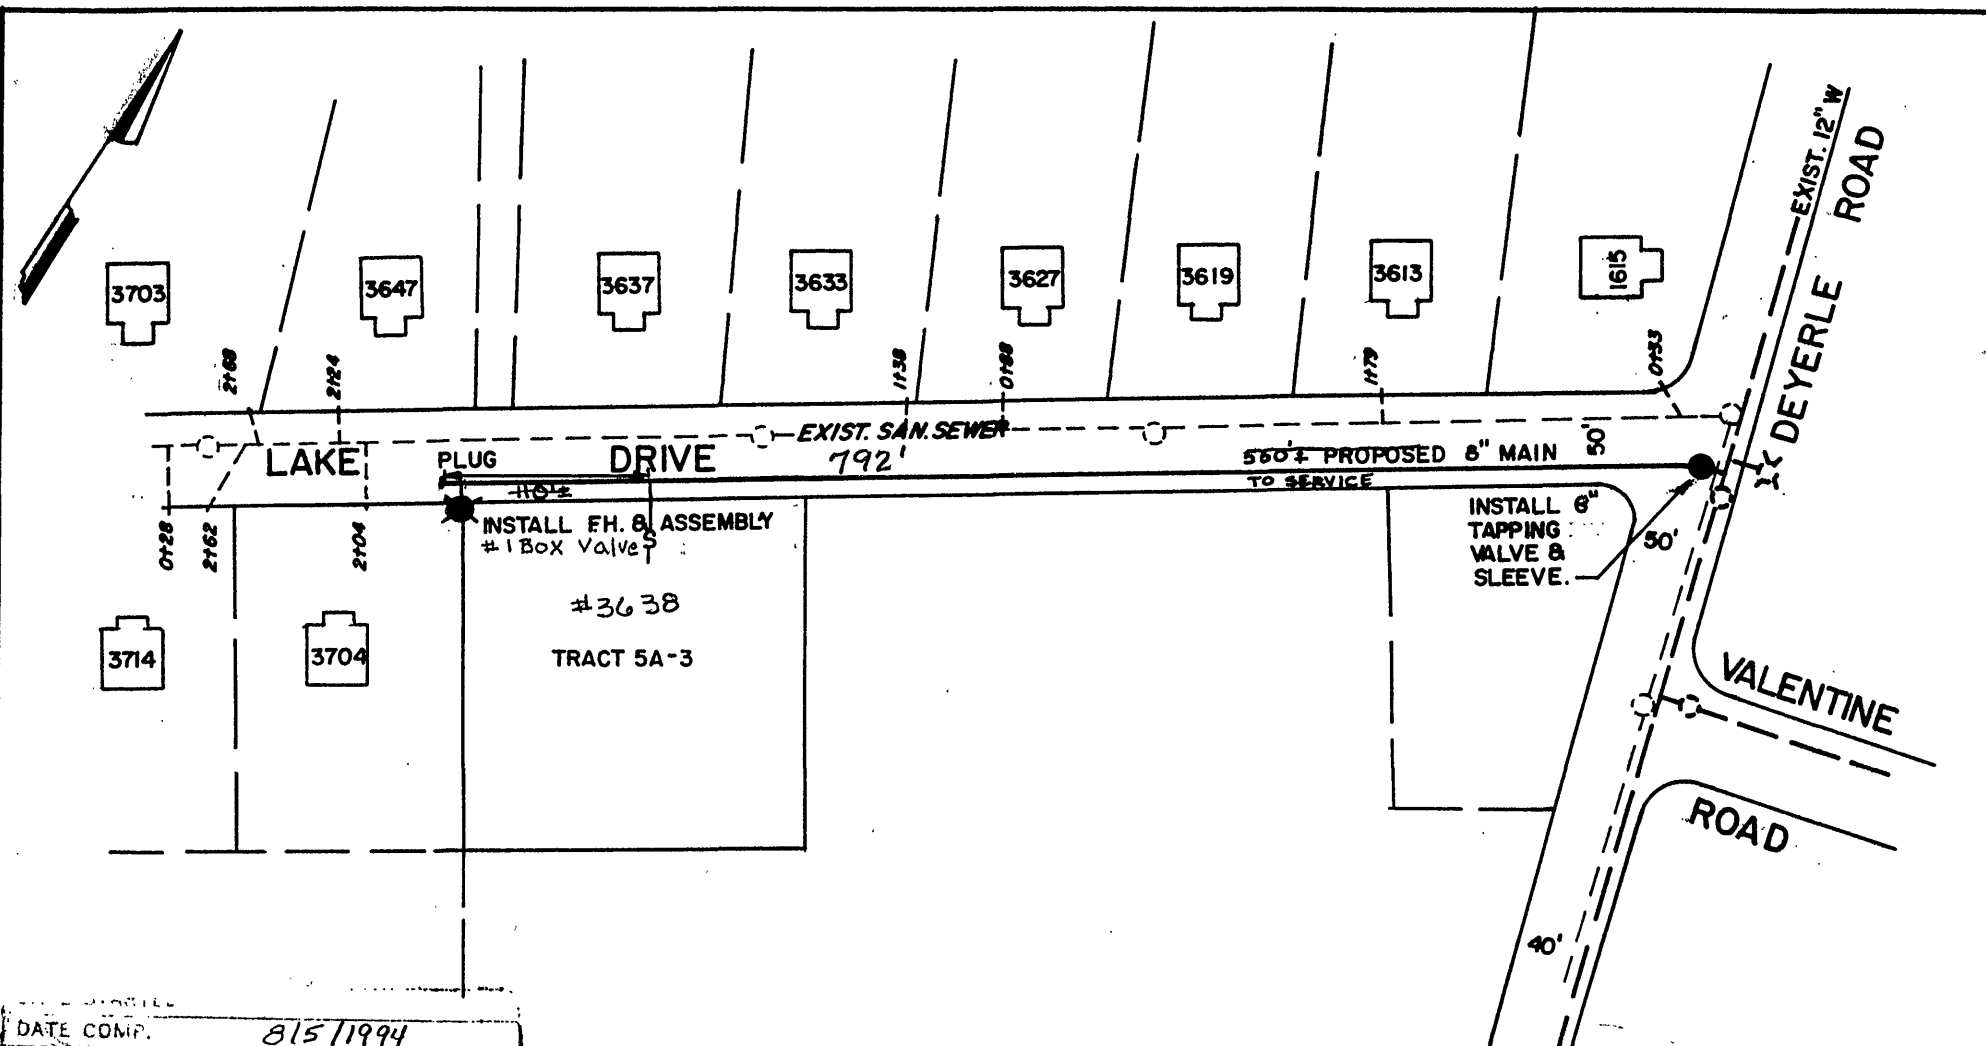 EXIST. 12" W
DEYERLE ROAD
3703
3647
3637
3633
3627
3619
3613
1615
2+68
2+24
1+38
0+88
1+79
0+33
EXIST. SAN. SEWER
LAKE DRIVE
792'
560'± PROPOSED 8" MAIN
TO SERVICE
50'
PLUG
110'±
INSTALL F.H. & ASSEMBLY
#1 Box Valve
S
INSTALL 8"
TAPPING
VALVE &
SLEEVE.
50'
0+28
2+62
2+04
#3638
TRACT 5A-3
3714
3704
VALENTINE
ROAD
40'
DATE COMP. 8/5/1994